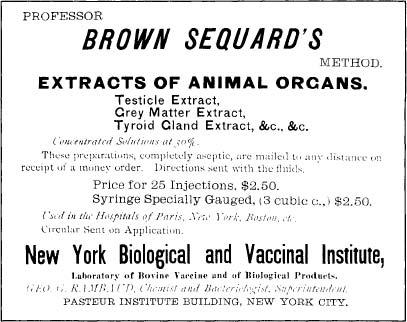 PROFESSOR
BROWN SEQUARD'S
METHOD.
EXTRACTS OF ANIMAL ORGANS.
Testicle Extract,
Grey Matter Extract,
Tyroid Gland Extract, &c., &c.
Concentrated Solutions at 30%.
These preparations, completely aseptic, are mailed to any distance on
receipt of a money order. Directions sent with the fluids.
Price for 25 Injections, $2.50.
Syringe Specially Gauged, (3 cubic c.,) $2.50.
Used in the Hospitals of Paris, New York, Boston, etc.
Circular Sent on Application.
New York Biological and Vaccinal Institute,
Laboratory of Bovine Vaccine and of Biological Products.
GEO. G. RAMBAUD, Chemist and Bacteriologist, Superintendent.
PASTEUR INSTITUTE BUILDING, NEW YORK CITY.